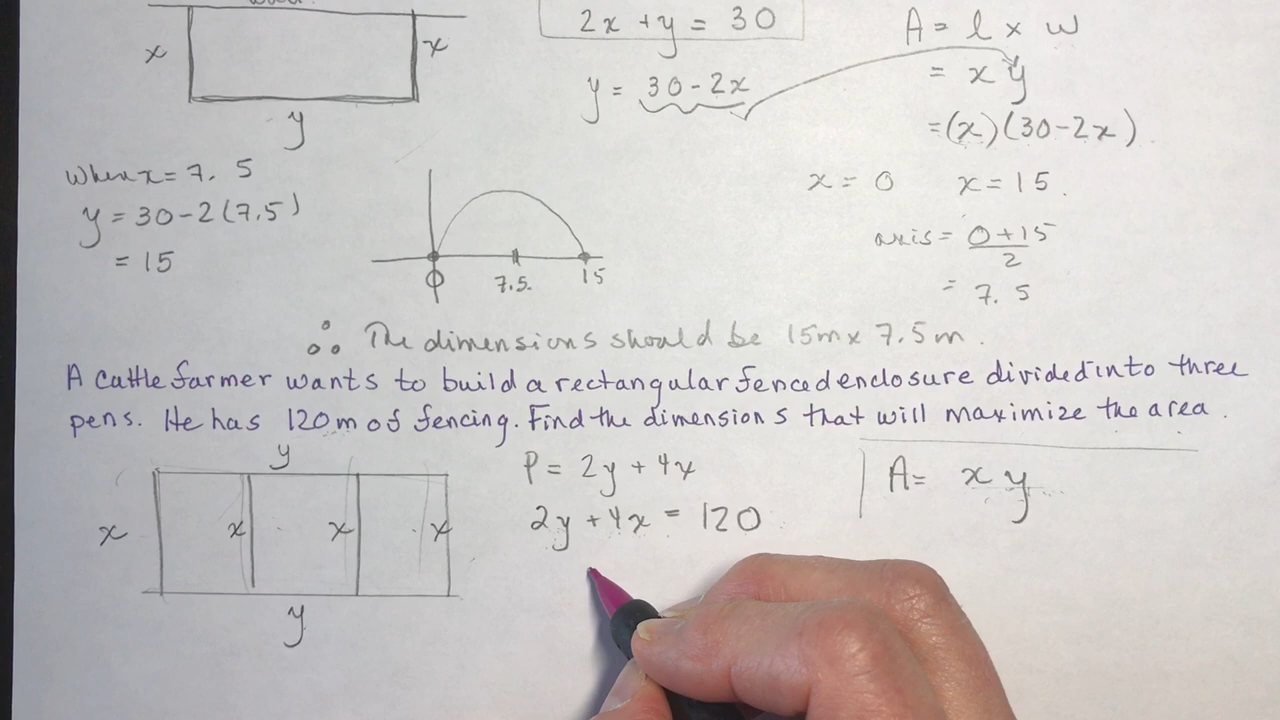 x
x
y
2x + y = 30
y = 30 - 2x
A = l x w
= x y
= (x)(30 - 2x)
x = 0 x = 15.
axis = 0 + 15
2
= 7.5
when x = 7.5
y = 30 - 2(7.5)
= 15
0 7.5. 15
∴ The dimensions should be 15m x 7.5m.
A cattle farmer wants to build a rectangular fenced enclosure divided into three
pens. He has 120m of fencing. Find the dimensions that will maximize the area.
y
x x x x
y
P = 2y + 4x
2y + 4x = 120
A = x y